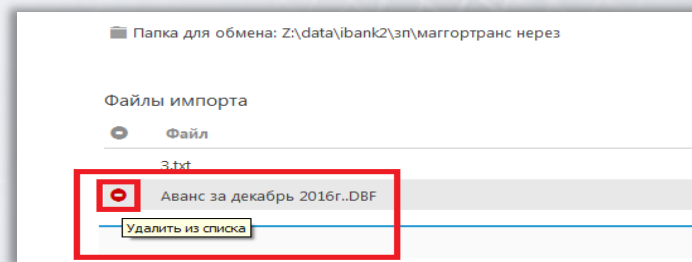 Папка для обмена: Z:\data\ibank2\зп\маггортранс нерез
Файлы импорта
Файл
3.txt
Аванс за декабрь 2016г..DBF
Удалить из списка